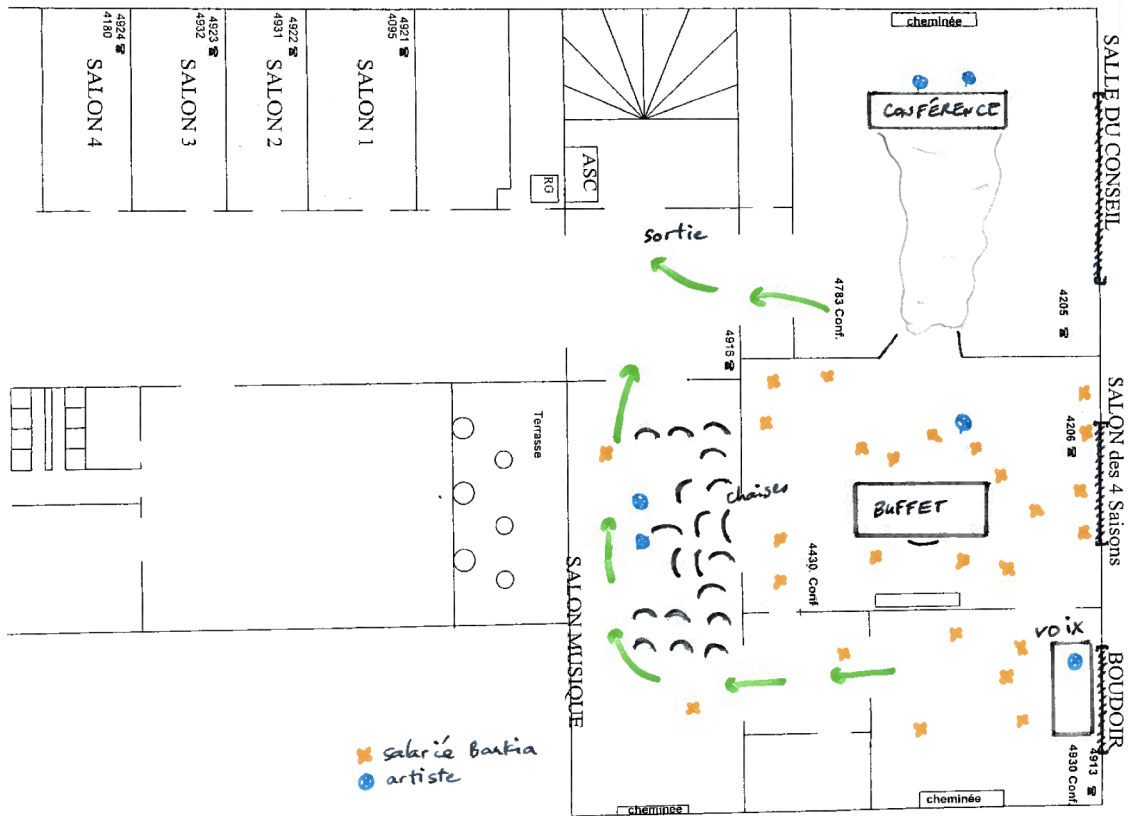 cheminée
SALLE DU CONSEIL
CONFÉRENCE
4924 ☎
4180
SALON 4
4923 ☎
4932
SALON 3
4922 ☎
4931
SALON 2
4921 ☎
4095
SALON 1
ASC
RG
sortie
4783 Conf.
4205 ☎
4916 ☎
SALON des 4 Saisons
4206 ☎
Terrasse
chaises
BUFFET
4430. Conf
SALON MUSIQUE
voix
BOUDOIR
4913 ☎
4930 Conf.
salarié Baskia
artiste
cheminée
cheminée